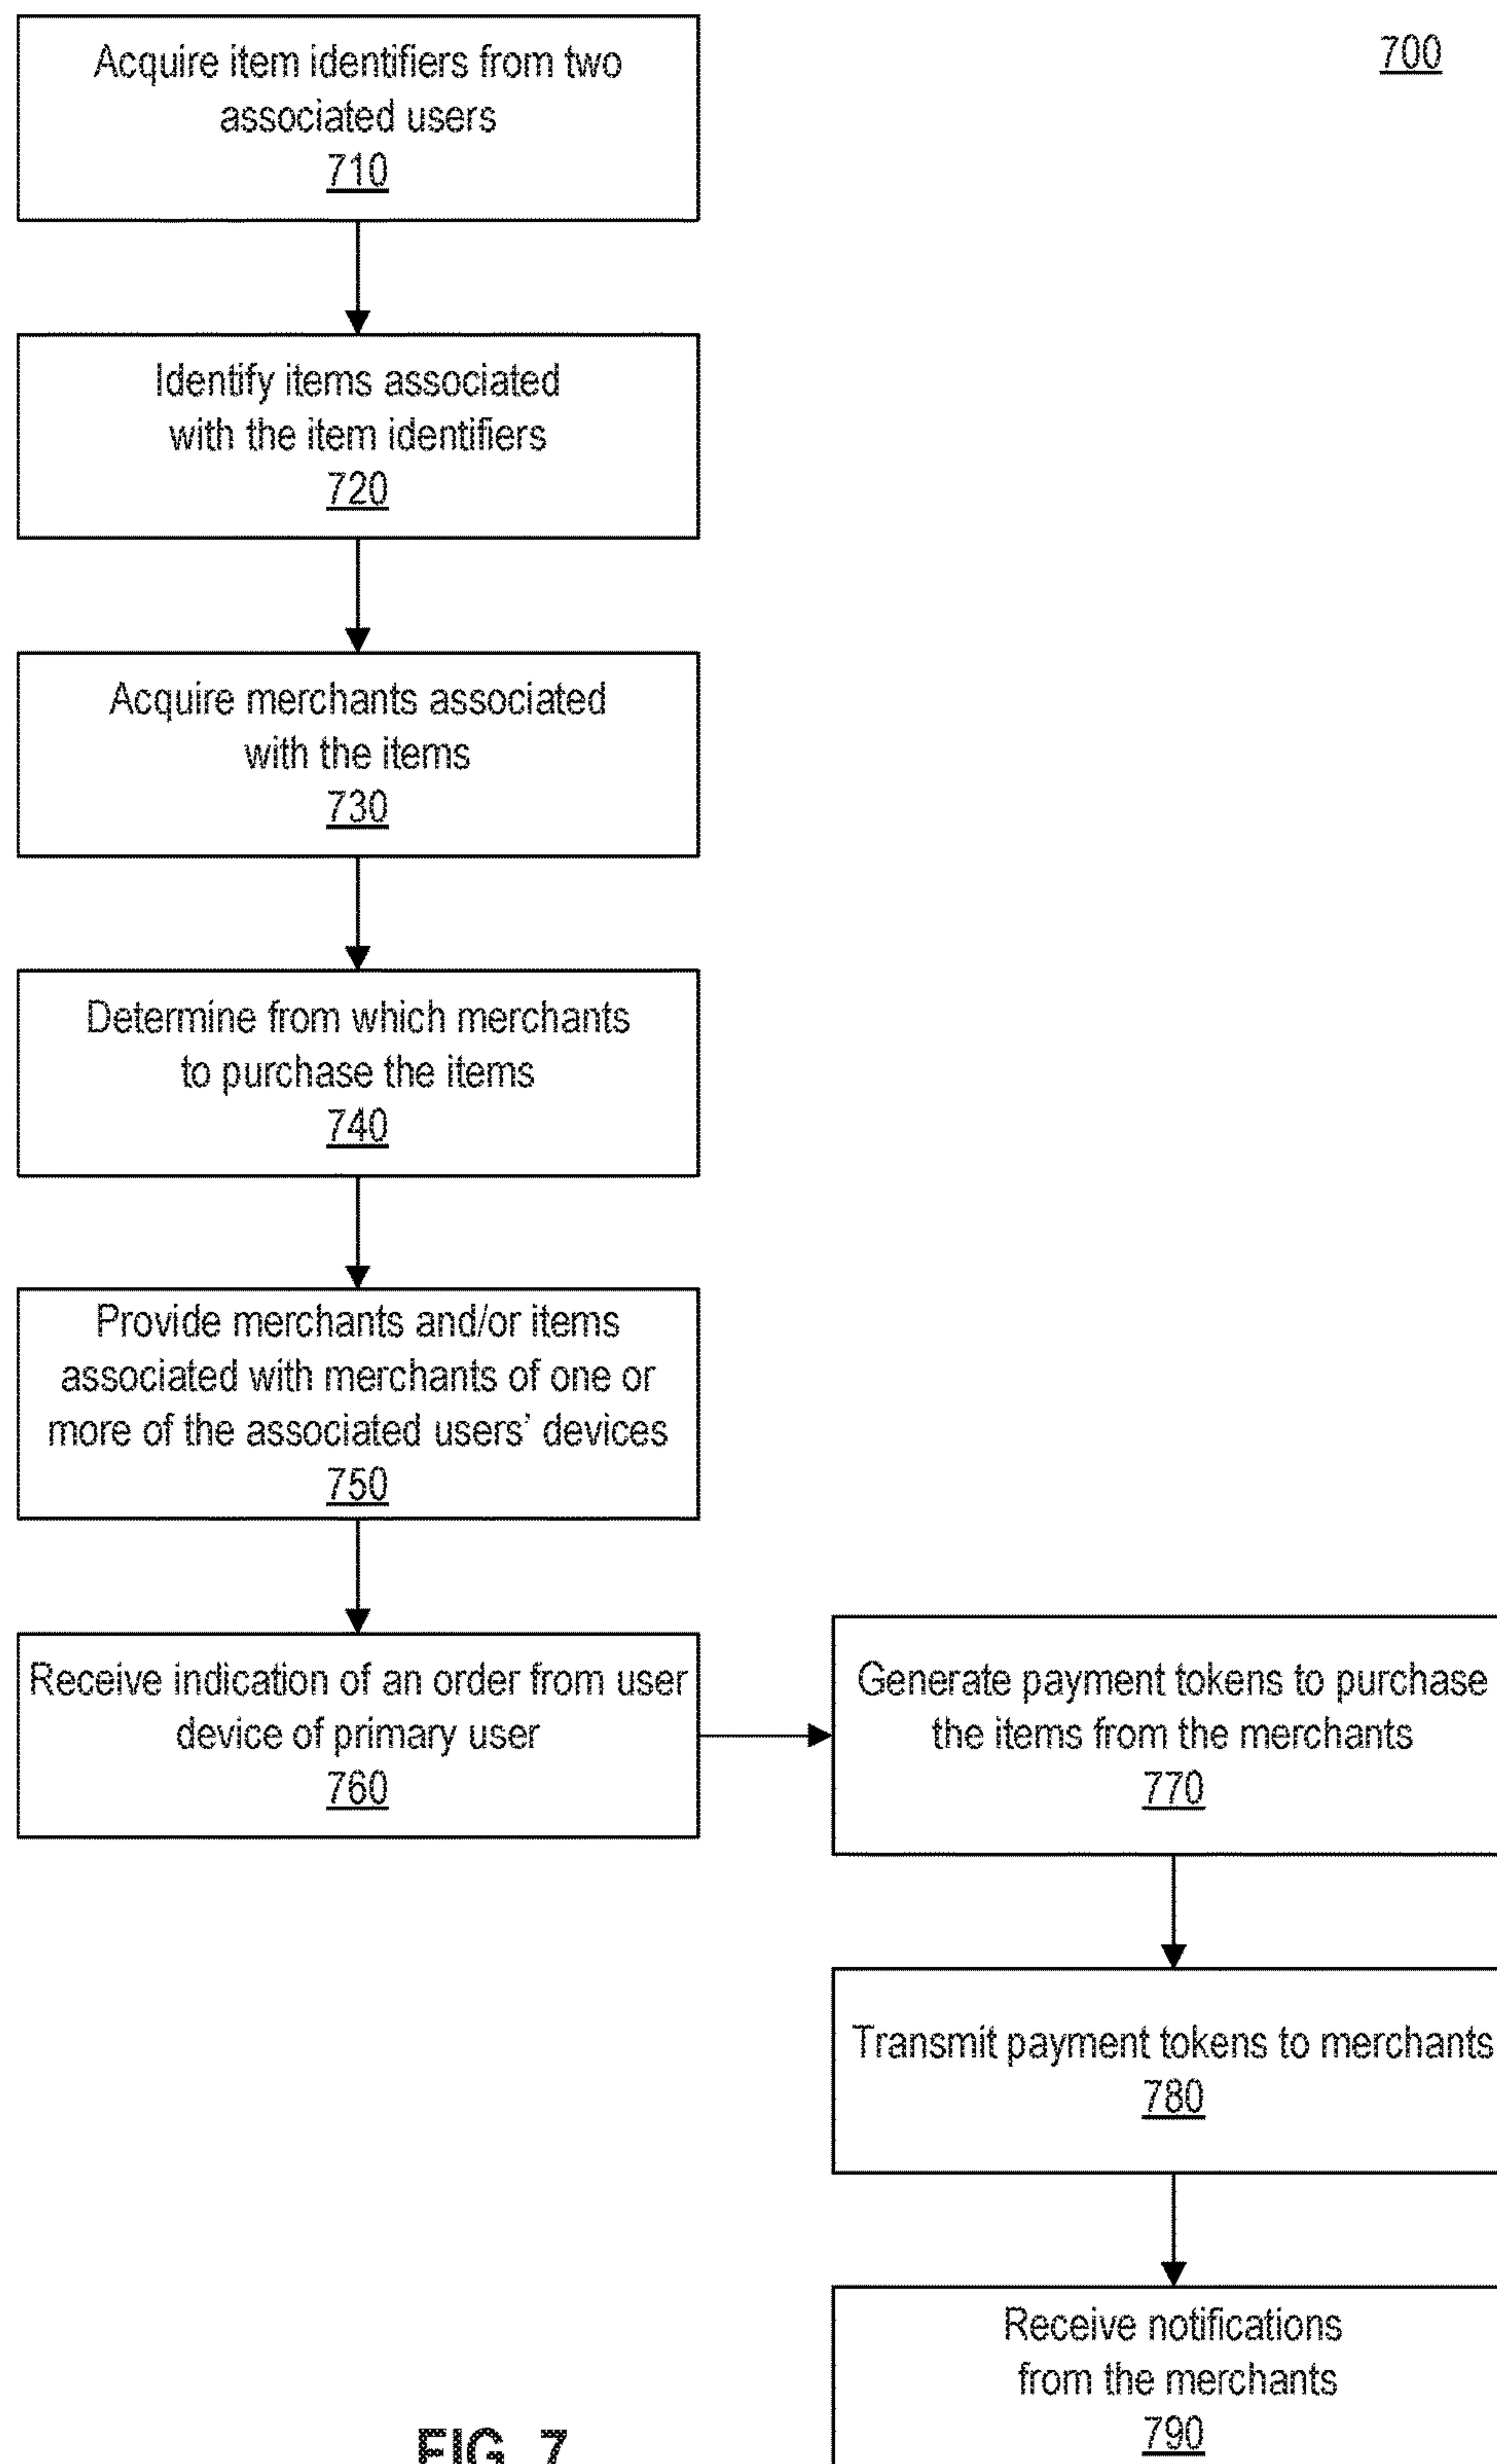 700
Acquire item identifiers from two
associated users
710
Identify items associated
with the item identifiers
720
Acquire merchants associated
with the items
730
Determine from which merchants
to purchase the items
740
Provide merchants and/or items
associated with merchants of one or
more of the associated users’ devices
750
Receive indication of an order from user
device of primary user
760
Generate payment tokens to purchase
the items from the merchants
770
Transmit payment tokens to merchants
780
Receive notifications
from the merchants
790
FIG. 7